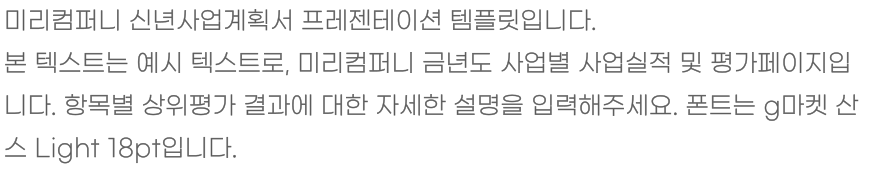 미리컴퍼니 신년사업계획서 프레젠테이션 템플릿입니다.
본 텍스트는 예시 텍스트로, 미리컴퍼니 금년도 사업별 사업실적 및 평가페이지입
니다. 항목별 상위평가 결과에 대한 자세한 설명을 입력해주세요. 폰트는 g마켓 산
스 Light 18pt입니다.